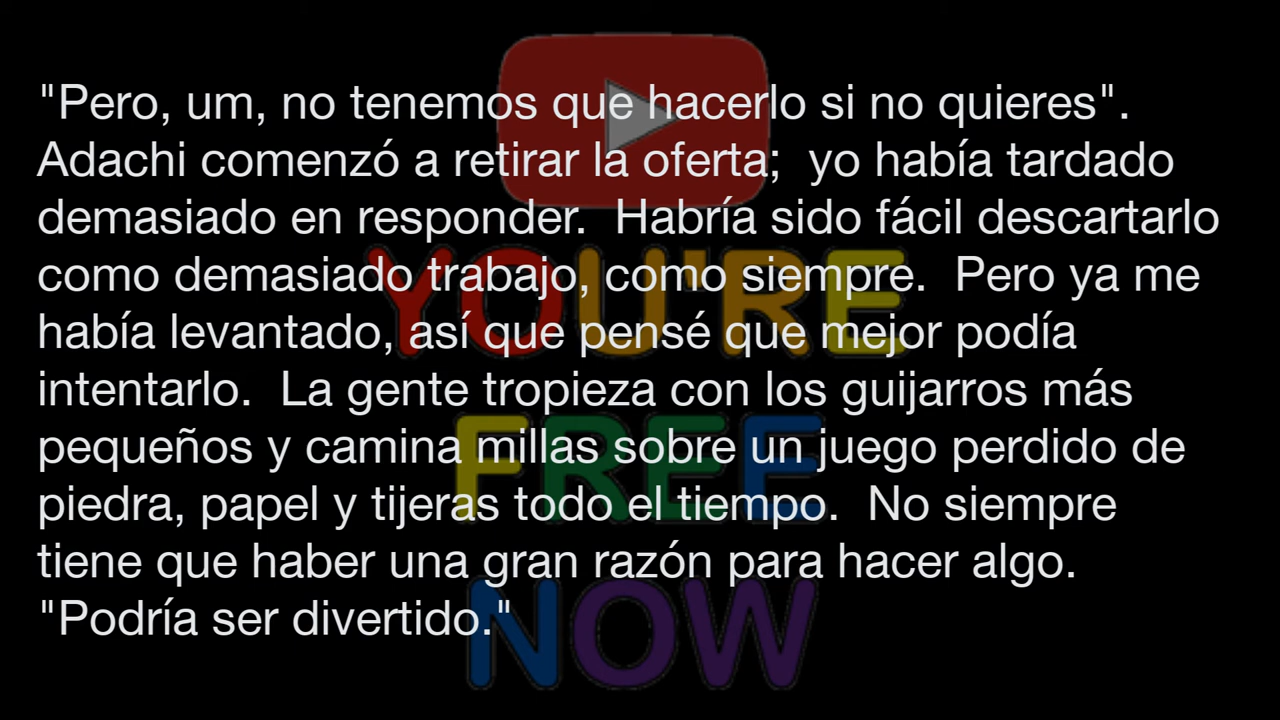 "Pero, um, no tenemos que hacerlo si no quieres".
Adachi comenzó a retirar la oferta;  yo había tardado
demasiado en responder.  Habría sido fácil descartarlo
como demasiado trabajo, como siempre.  Pero ya me
había levantado, así que pensé que mejor podía
intentarlo.  La gente tropieza con los guijarros más
pequeños y camina millas sobre un juego perdido de
piedra, papel y tijeras todo el tiempo.  No siempre
tiene que haber una gran razón para hacer algo.
"Podría ser divertido."
YOU'RE
FREE
NOW